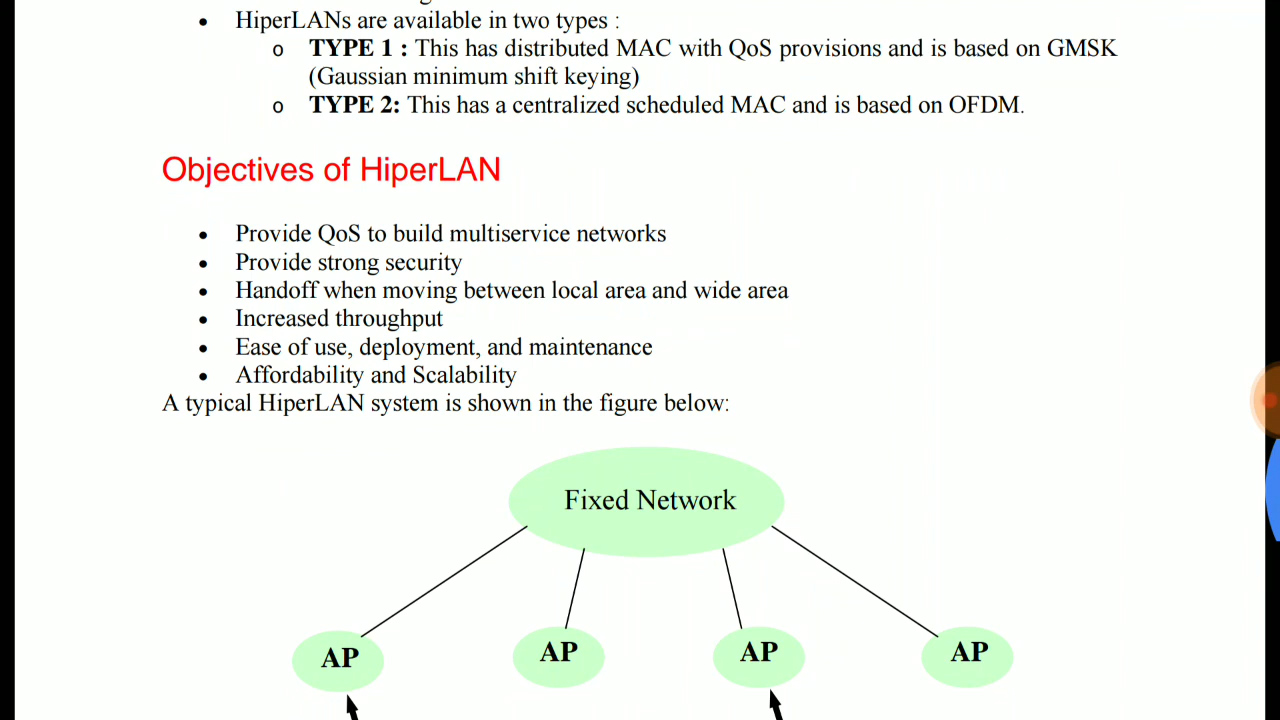 HiperLANs are available in two types :
TYPE 1 : This has distributed MAC with QoS provisions and is based on GMSK
(Gaussian minimum shift keying)
TYPE 2: This has a centralized scheduled MAC and is based on OFDM.
Objectives of HiperLAN
Provide QoS to build multiservice networks
Provide strong security
Handoff when moving between local area and wide area
Increased throughput
Ease of use, deployment, and maintenance
Affordability and Scalability
A typical HiperLAN system is shown in the figure below:
Fixed Network
AP
AP
AP
AP